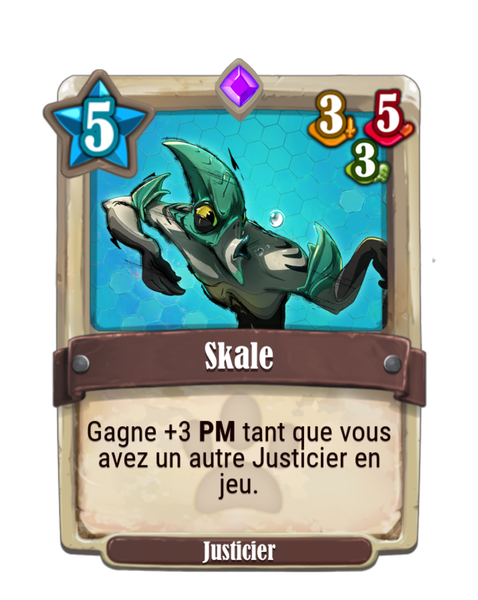 5
3 5
3
Skale
Gagne +3 PM tant que vous
avez un autre Justicier en
jeu.
Justicier